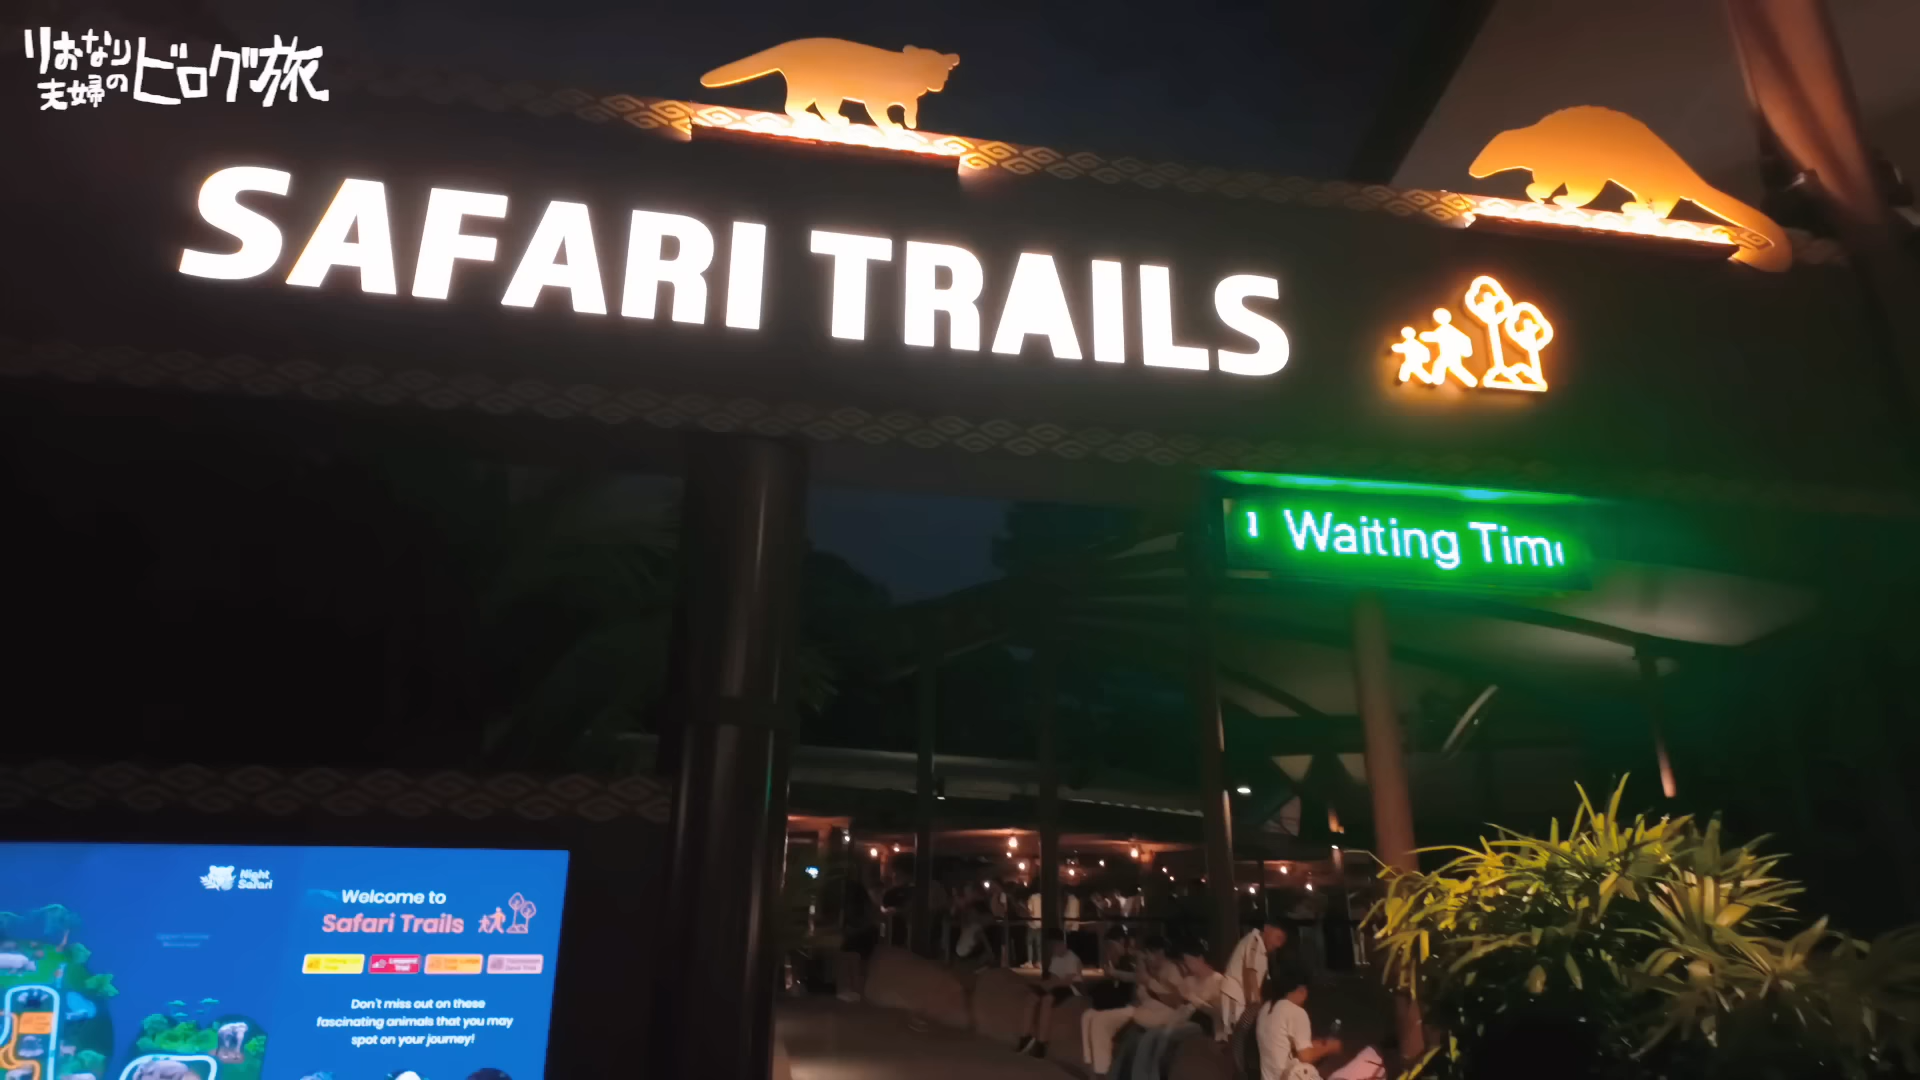 りおなり
夫婦の
ビログ旅
SAFARI TRAILS
Waiting Tim
Night
Safari
Welcome to
Safari Trails
Don't miss out on these
fascinating animals that you may
spot on your journey!